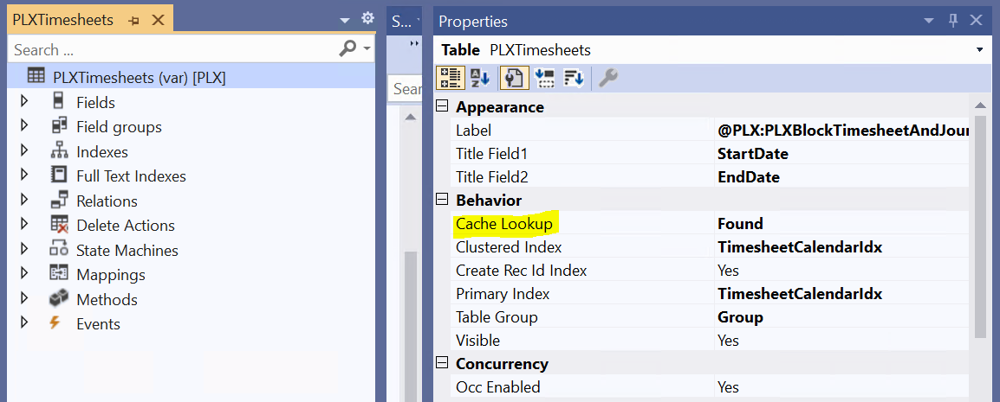 PLXTimesheets
Search ...
PLXTimesheets (var) [PLX]
Fields
Field groups
Indexes
Full Text Indexes
Relations
Delete Actions
State Machines
Mappings
Methods
Events
S...
Sear
Properties
Table PLXTimesheets
Appearance
Label @PLX:PLXBlockTimesheetAndJour
Title Field1 StartDate
Title Field2 EndDate
Behavior
Cache Lookup Found
Clustered Index TimesheetCalendarIdx
Create Rec Id Index Yes
Primary Index TimesheetCalendarIdx
Table Group Group
Visible Yes
Concurrency
Occ Enabled Yes